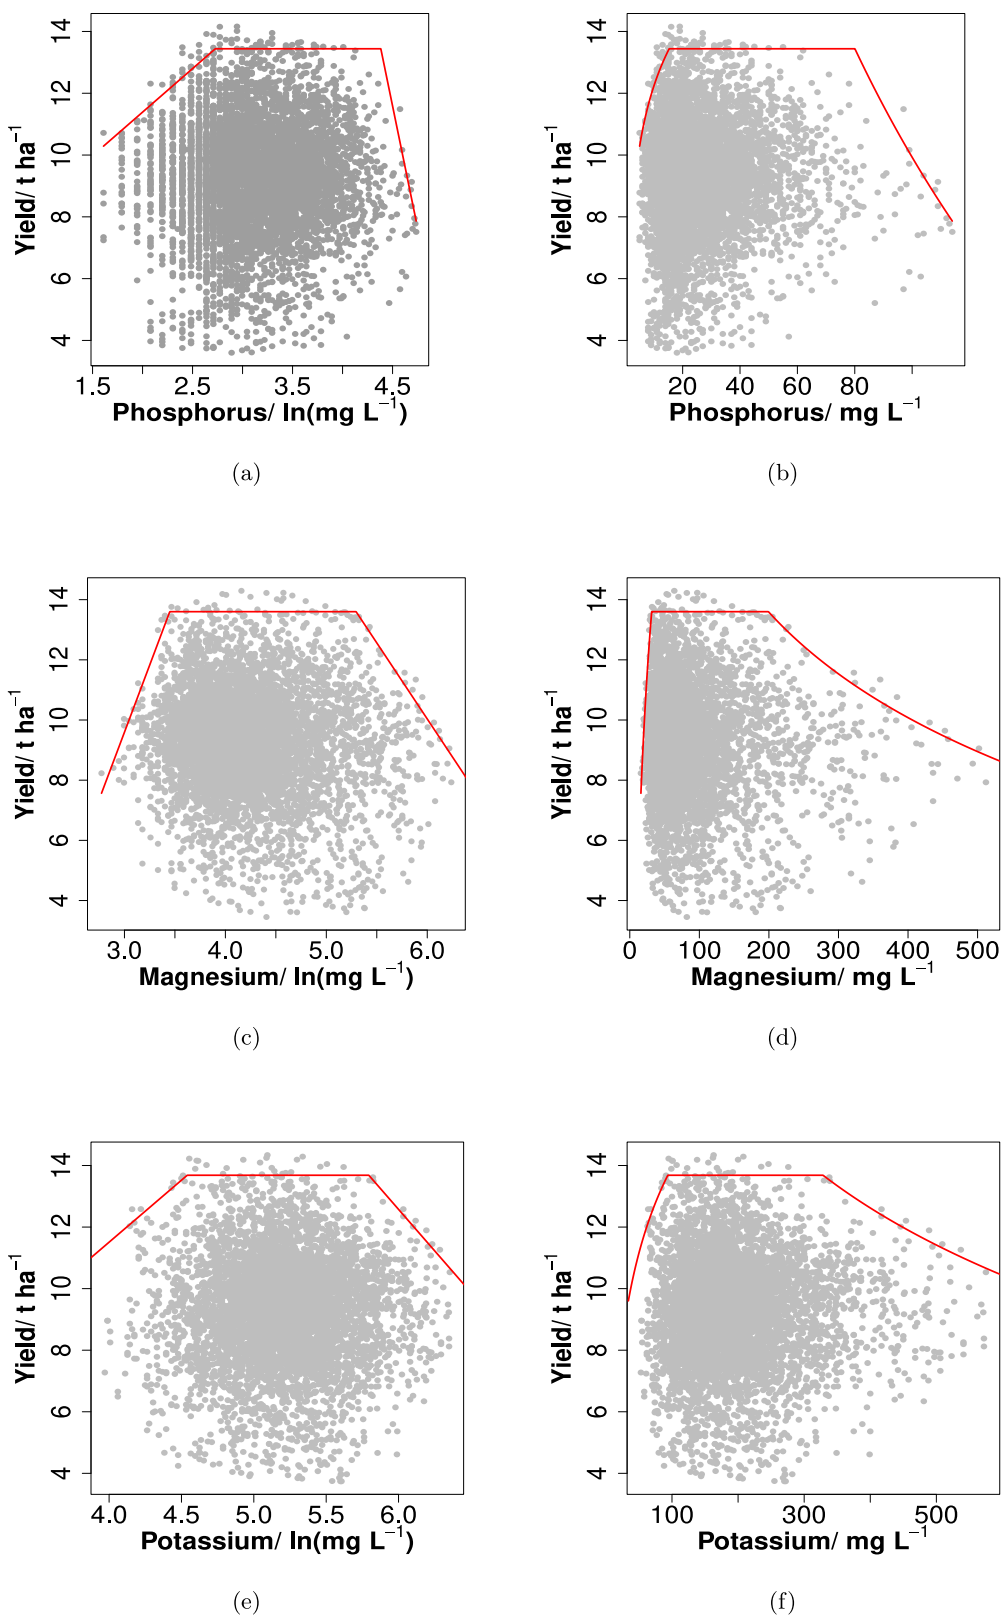 14
12
10
8
6
4
Yield/ t ha⁻¹
1.5 2.5 3.5 4.5
Phosphorus/ ln(mg L⁻¹)
(a)
14
12
10
8
6
4
Yield/ t ha⁻¹
20 40 60 80
Phosphorus/ mg L⁻¹
(b)
14
12
10
8
6
4
Yield/ t ha⁻¹
3.0 4.0 5.0 6.0
Magnesium/ ln(mg L⁻¹)
(c)
14
12
10
8
6
4
Yield/ t ha⁻¹
0 100 200 300 400 500
Magnesium/ mg L⁻¹
(d)
14
12
10
8
6
4
Yield/ t ha⁻¹
4.0 4.5 5.0 5.5 6.0
Potassium/ ln(mg L⁻¹)
(e)
14
12
10
8
6
4
Yield/ t ha⁻¹
100 300 500
Potassium/ mg L⁻¹
(f)